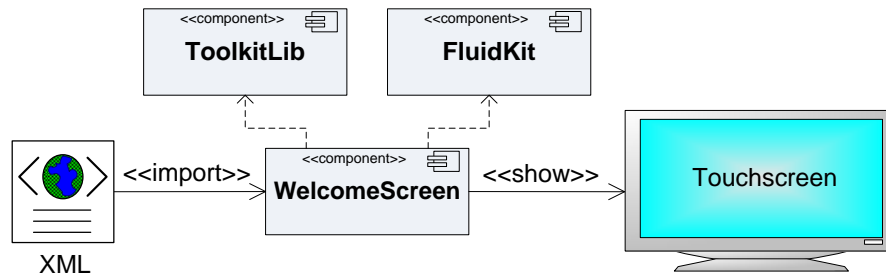 <<component>>
ToolkitLib
<<component>>
FluidKit
<<import>>
<<component>>
WelcomeScreen
<<show>>
Touchscreen
XML